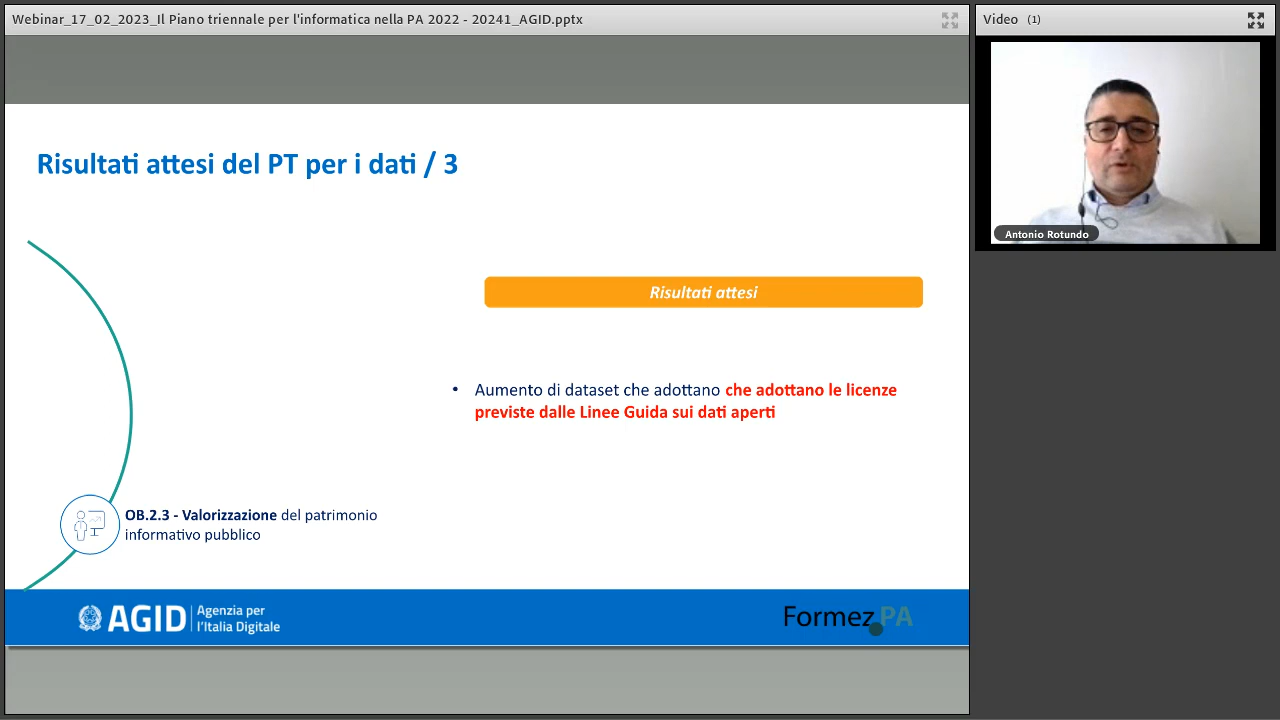 Webinar_17_02_2023_Il Piano triennale per l'informatica nella PA 2022 - 20241_AGID.pptx
Video (1)
Antonio Rotundo
Risultati attesi del PT per i dati / 3
Risultati attesi
• Aumento di dataset che adottano che adottano le licenze
previste dalle Linee Guida sui dati aperti
OB.2.3 - Valorizzazione del patrimonio
informativo pubblico
AGID Agenzia per
l'Italia Digitale
Formez PA